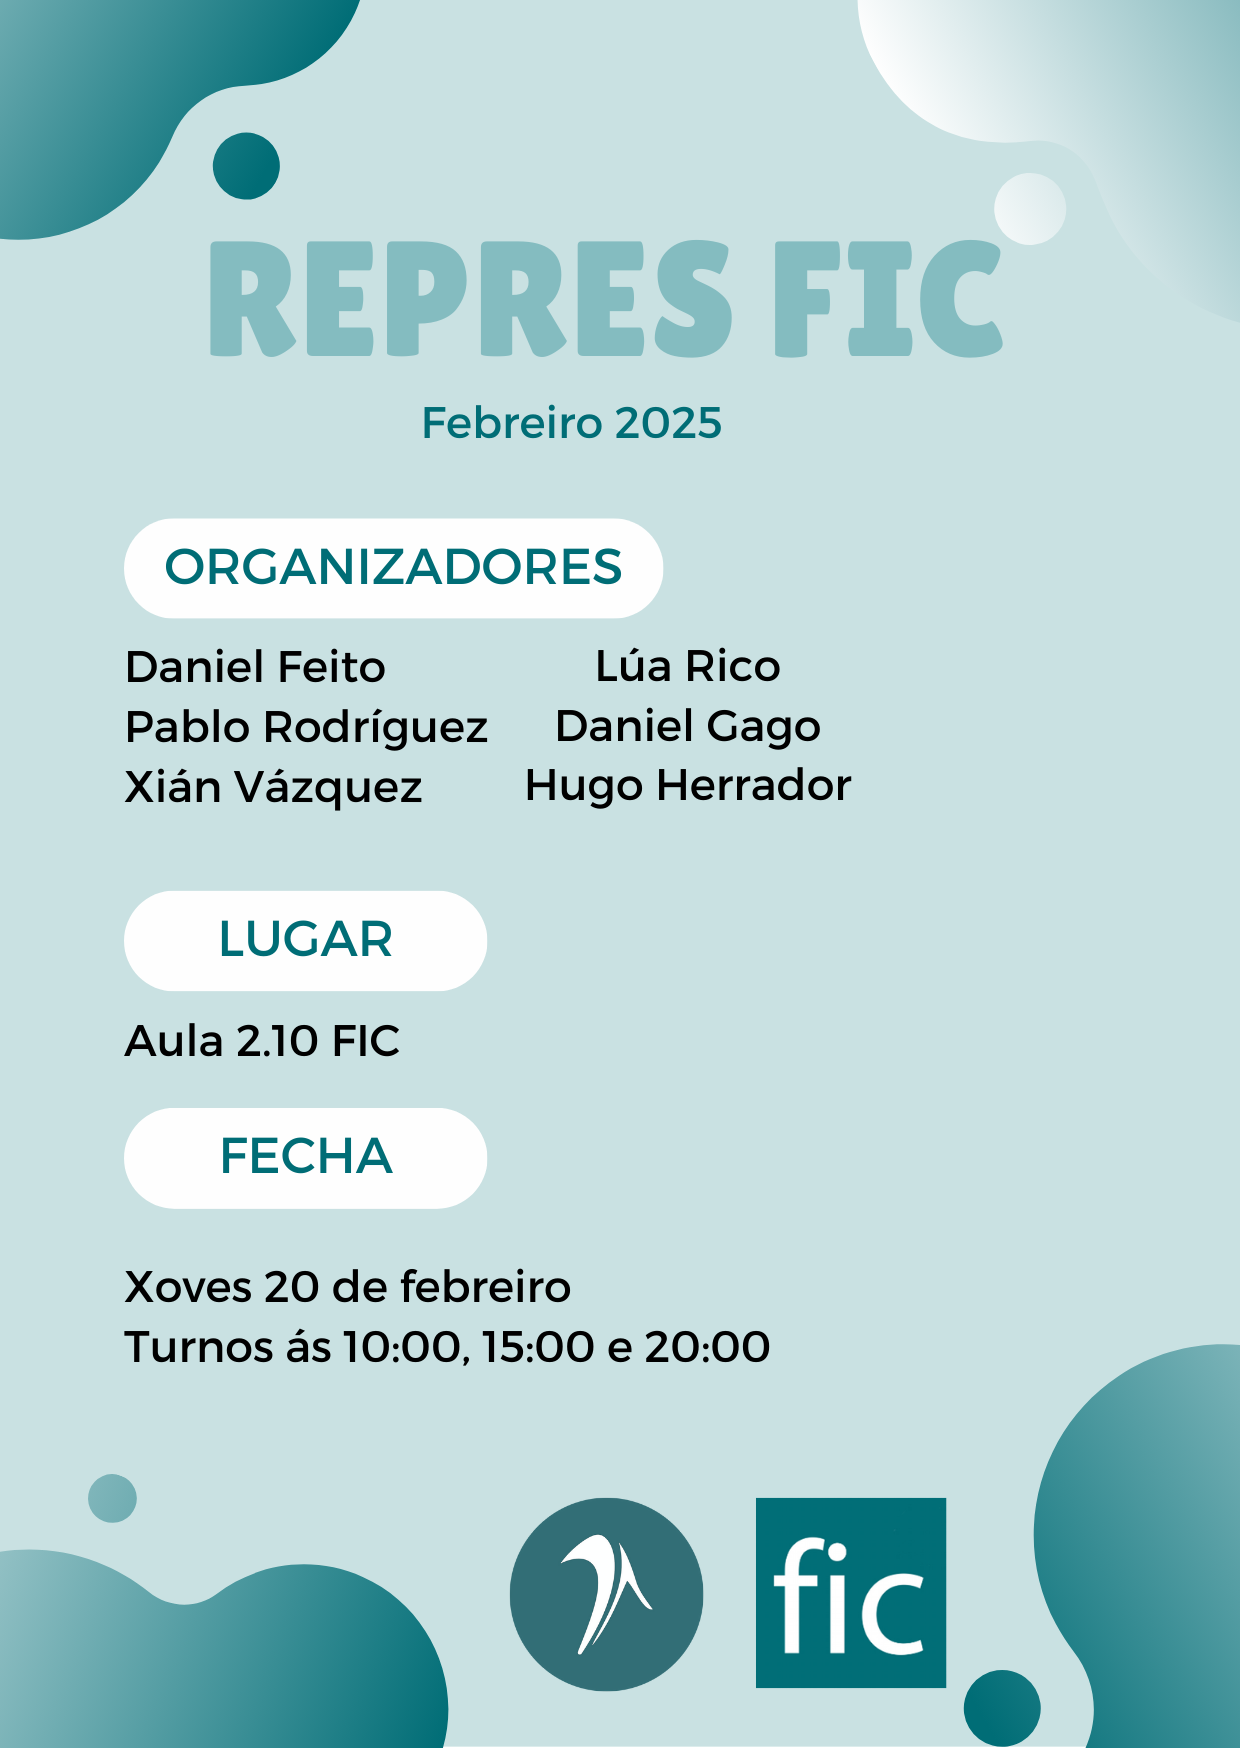 REPRES FIC
Febreiro 2025
ORGANIZADORES
Daniel Feito
Pablo Rodríguez
Xián Vázquez
Lúa Rico
Daniel Gago
Hugo Herrador
LUGAR
Aula 2.10 FIC
FECHA
Xoves 20 de febreiro
Turnos ás 10:00, 15:00 e 20:00
fic